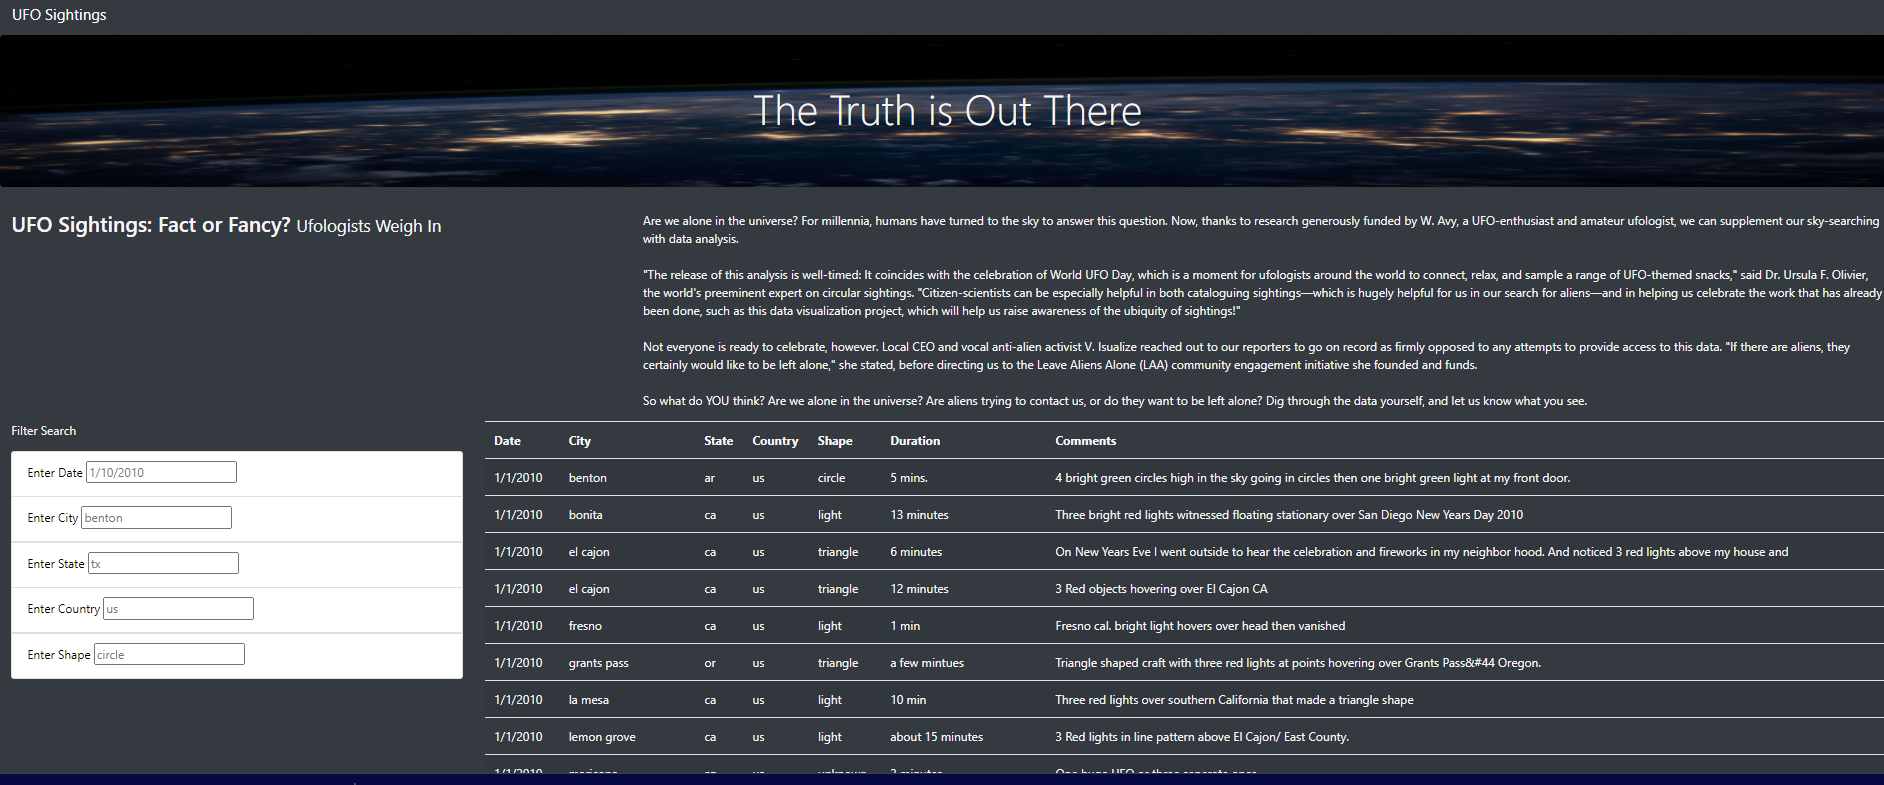 UFO Sightings
The Truth is Out There
UFO Sightings: Fact or Fancy? Ufologists Weigh In
Are we alone in the universe? For millennia, humans have turned to the sky to answer this question. Now, thanks to research generously funded by W. Avy, a UFO-enthusiast and amateur ufologist, we can supplement our sky-searching
with data analysis.
"The release of this analysis is well-timed: It coincides with the celebration of World UFO Day, which is a moment for ufologists around the world to connect, relax, and sample a range of UFO-themed snacks," said Dr. Ursula F. Olivier,
the world's preeminent expert on circular sightings. "Citizen-scientists can be especially helpful in both cataloguing sightings—which is hugely helpful for us in our search for aliens—and in helping us celebrate the work that has already
been done, such as this data visualization project, which will help us raise awareness of the ubiquity of sightings!"
Not everyone is ready to celebrate, however. Local CEO and vocal anti-alien activist V. Isualize reached out to our reporters to go on record as firmly opposed to any attempts to provide access to this data. "If there are aliens, they
certainly would like to be left alone," she stated, before directing us to the Leave Aliens Alone (LAA) community engagement initiative she founded and funds.
So what do YOU think? Are we alone in the universe? Are aliens trying to contact us, or do they want to be left alone? Dig through the data yourself, and let us know what you see.
Filter Search
Enter Date 1/10/2010
Enter City benton
Enter State tx
Enter Country us
Enter Shape circle
Date City State Country Shape Duration Comments
1/1/2010 benton ar us circle 5 mins. 4 bright green circles high in the sky going in circles then one bright green light at my front door.
1/1/2010 bonita ca us light 13 minutes Three bright red lights witnessed floating stationary over San Diego New Years Day 2010
1/1/2010 el cajon ca us triangle 6 minutes On New Years Eve I went outside to hear the celebration and fireworks in my neighbor hood. And noticed 3 red lights above my house and
1/1/2010 el cajon ca us triangle 12 minutes 3 Red objects hovering over El Cajon CA
1/1/2010 fresno ca us light 1 min Fresno cal. bright light hovers over head then vanished
1/1/2010 grants pass or us triangle a few mintues Triangle shaped craft with three red lights at points hovering over Grants Pass&#44 Oregon.
1/1/2010 la mesa ca us light 10 min Three red lights over southern California that made a triangle shape
1/1/2010 lemon grove ca us light about 15 minutes 3 Red lights in line pattern above El Cajon/ East County.